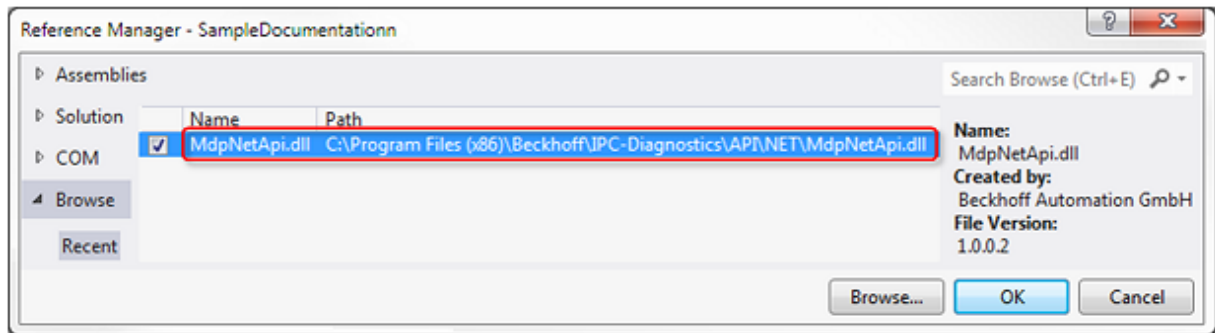 Reference Manager - SampleDocumentationn
Assemblies
Solution
COM
Browse
Recent
Name Path
MdpNetApi.dll C:\Program Files (x86)\Beckhoff\IPC-Diagnostics\API\NET\MdpNetApi.dll
Search Browse (Ctrl+E)
Name:
MdpNetApi.dll
Created by:
Beckhoff Automation GmbH
File Version:
1.0.0.2
Browse...
OK
Cancel